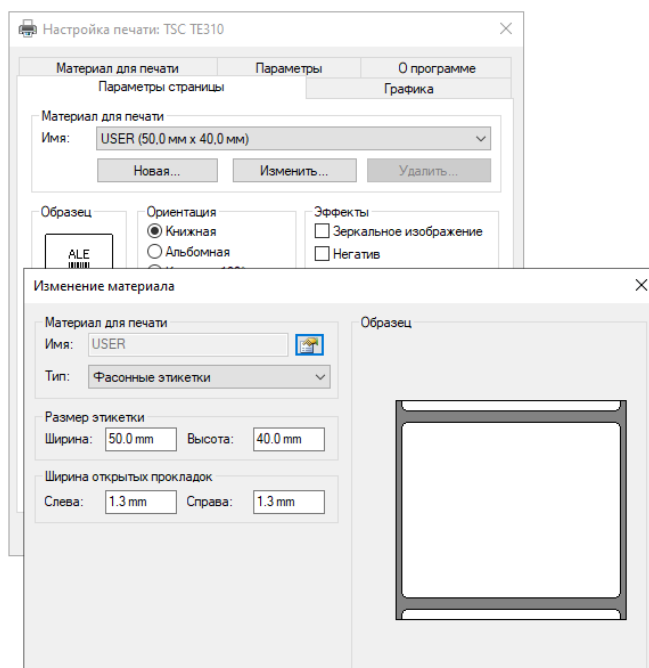 Настройка печати: TSC TE310
Материал для печати Параметры О программе
Параметры страницы Графика
Материал для печати
Имя: USER (50,0 мм x 40,0 мм)
Новая... Изменить... Удалить...
Образец Ориентация Эффекты
Книжная Зеркальное изображение
ALE Альбомная Негатив
Изменение материала
Материал для печати Образец
Имя: USER
Тип: Фасонные этикетки
Размер этикетки
Ширина: 50.0 mm Высота: 40.0 mm
Ширина открытых прокладок
Слева: 1.3 mm Справа: 1.3 mm